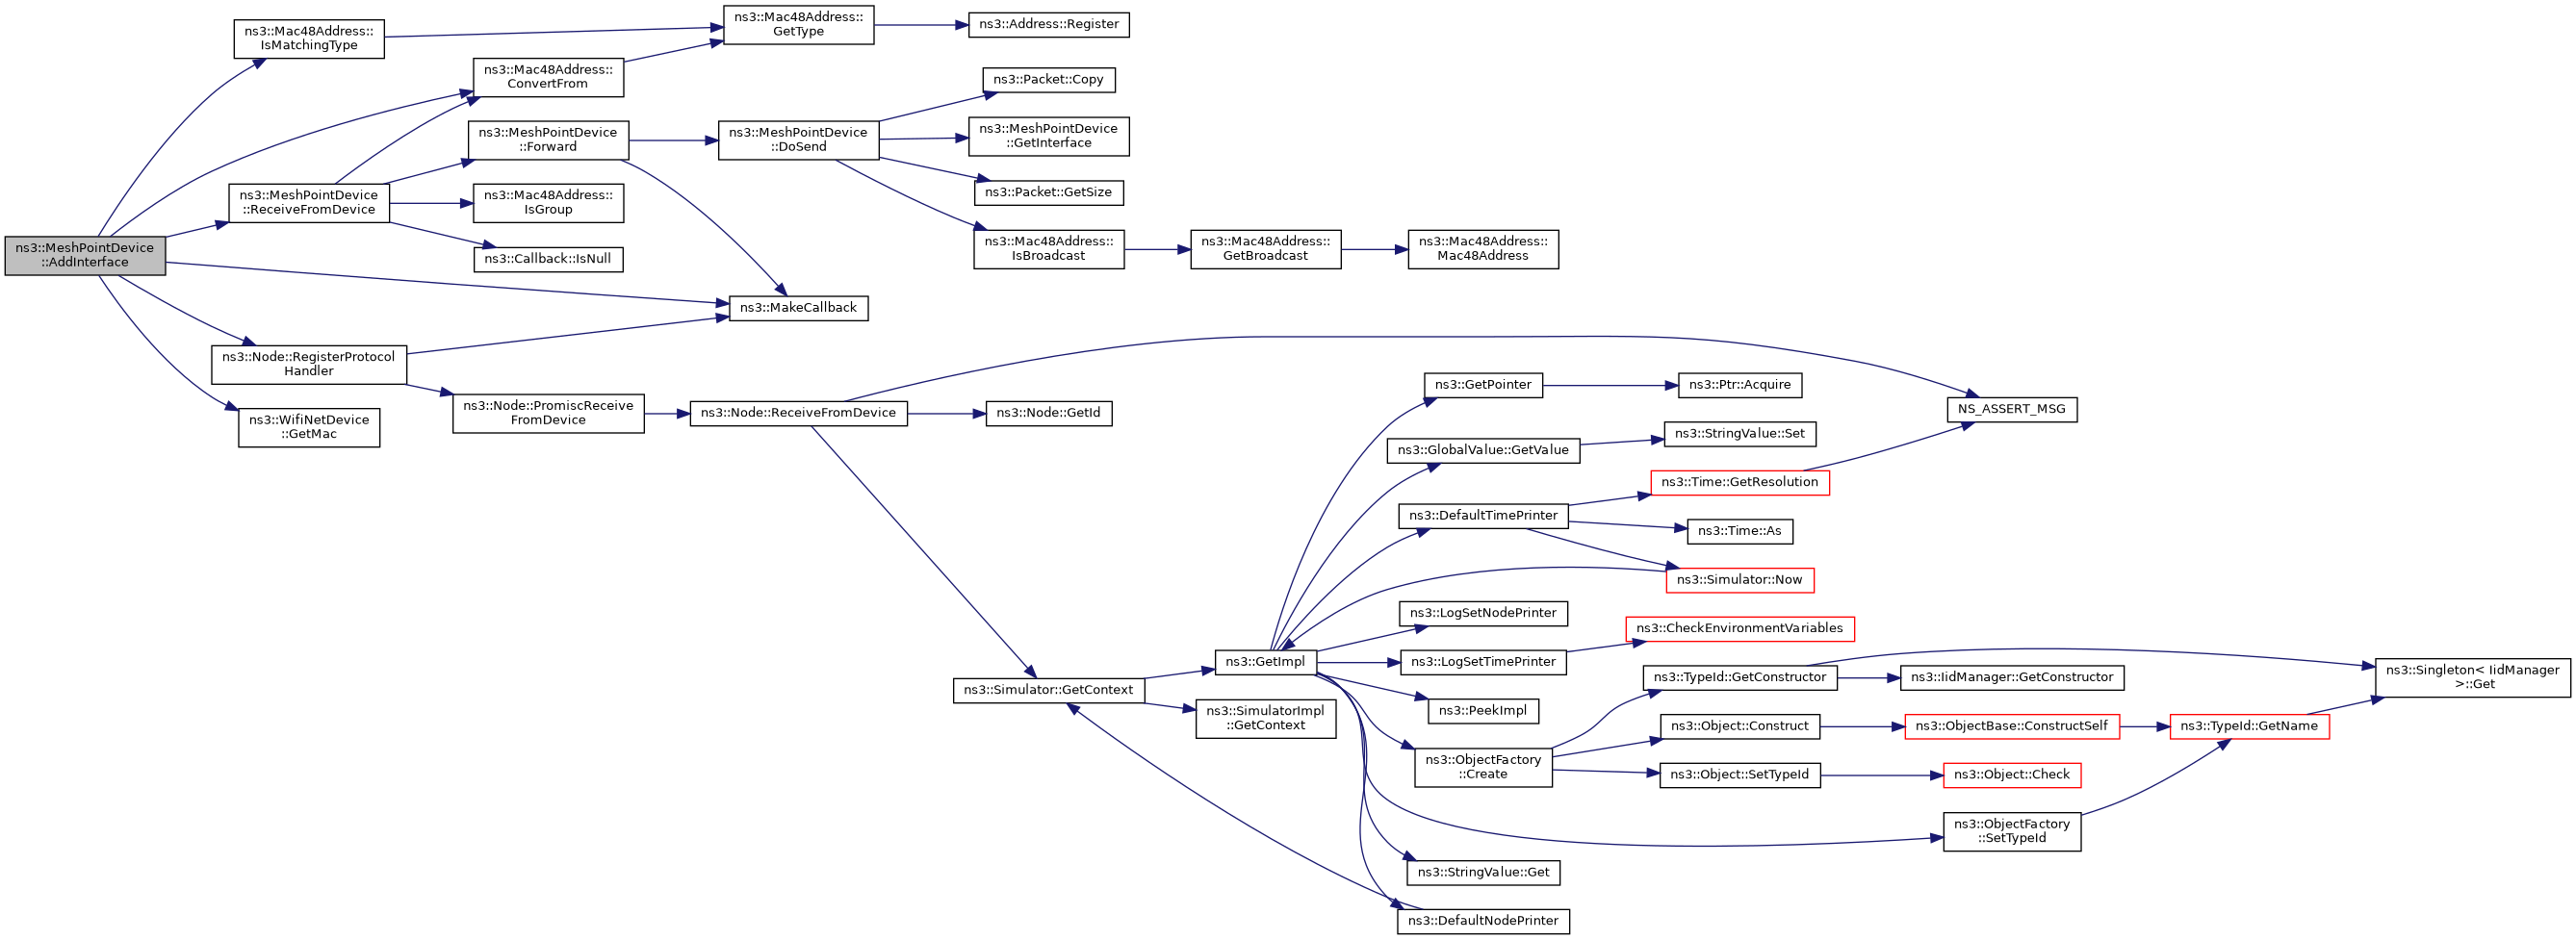 ns3::MeshPointDevice
::AddInterface
ns3::Mac48Address::
IsMatchingType
ns3::Mac48Address::
GetType
ns3::Address::Register
ns3::Mac48Address::
ConvertFrom
ns3::MeshPointDevice
::ReceiveFromDevice
ns3::MeshPointDevice
::Forward
ns3::MeshPointDevice
::DoSend
ns3::Packet::Copy
ns3::MeshPointDevice
::GetInterface
ns3::Packet::GetSize
ns3::Mac48Address::
IsBroadcast
ns3::Mac48Address::
GetBroadcast
ns3::Mac48Address::
Mac48Address
ns3::Mac48Address::
IsGroup
ns3::Callback::IsNull
ns3::MakeCallback
ns3::Node::RegisterProtocol
Handler
ns3::WifiNetDevice
::GetMac
ns3::Node::PromiscReceive
FromDevice
ns3::Node::ReceiveFromDevice
ns3::Node::GetId
NS_ASSERT_MSG
ns3::Simulator::GetContext
ns3::GetImpl
ns3::SimulatorImpl
::GetContext
ns3::GetPointer
ns3::Ptr::Acquire
ns3::GlobalValue::GetValue
ns3::StringValue::Set
ns3::DefaultTimePrinter
ns3::Time::GetResolution
ns3::Time::As
ns3::Simulator::Now
ns3::LogSetNodePrinter
ns3::LogSetTimePrinter
ns3::CheckEnvironmentVariables
ns3::PeekImpl
ns3::ObjectFactory
::Create
ns3::TypeId::GetConstructor
ns3::IidManager::GetConstructor
ns3::Singleton< IidManager
>::Get
ns3::Object::Construct
ns3::ObjectBase::ConstructSelf
ns3::TypeId::GetName
ns3::Object::SetTypeId
ns3::Object::Check
ns3::ObjectFactory
::SetTypeId
ns3::StringValue::Get
ns3::DefaultNodePrinter